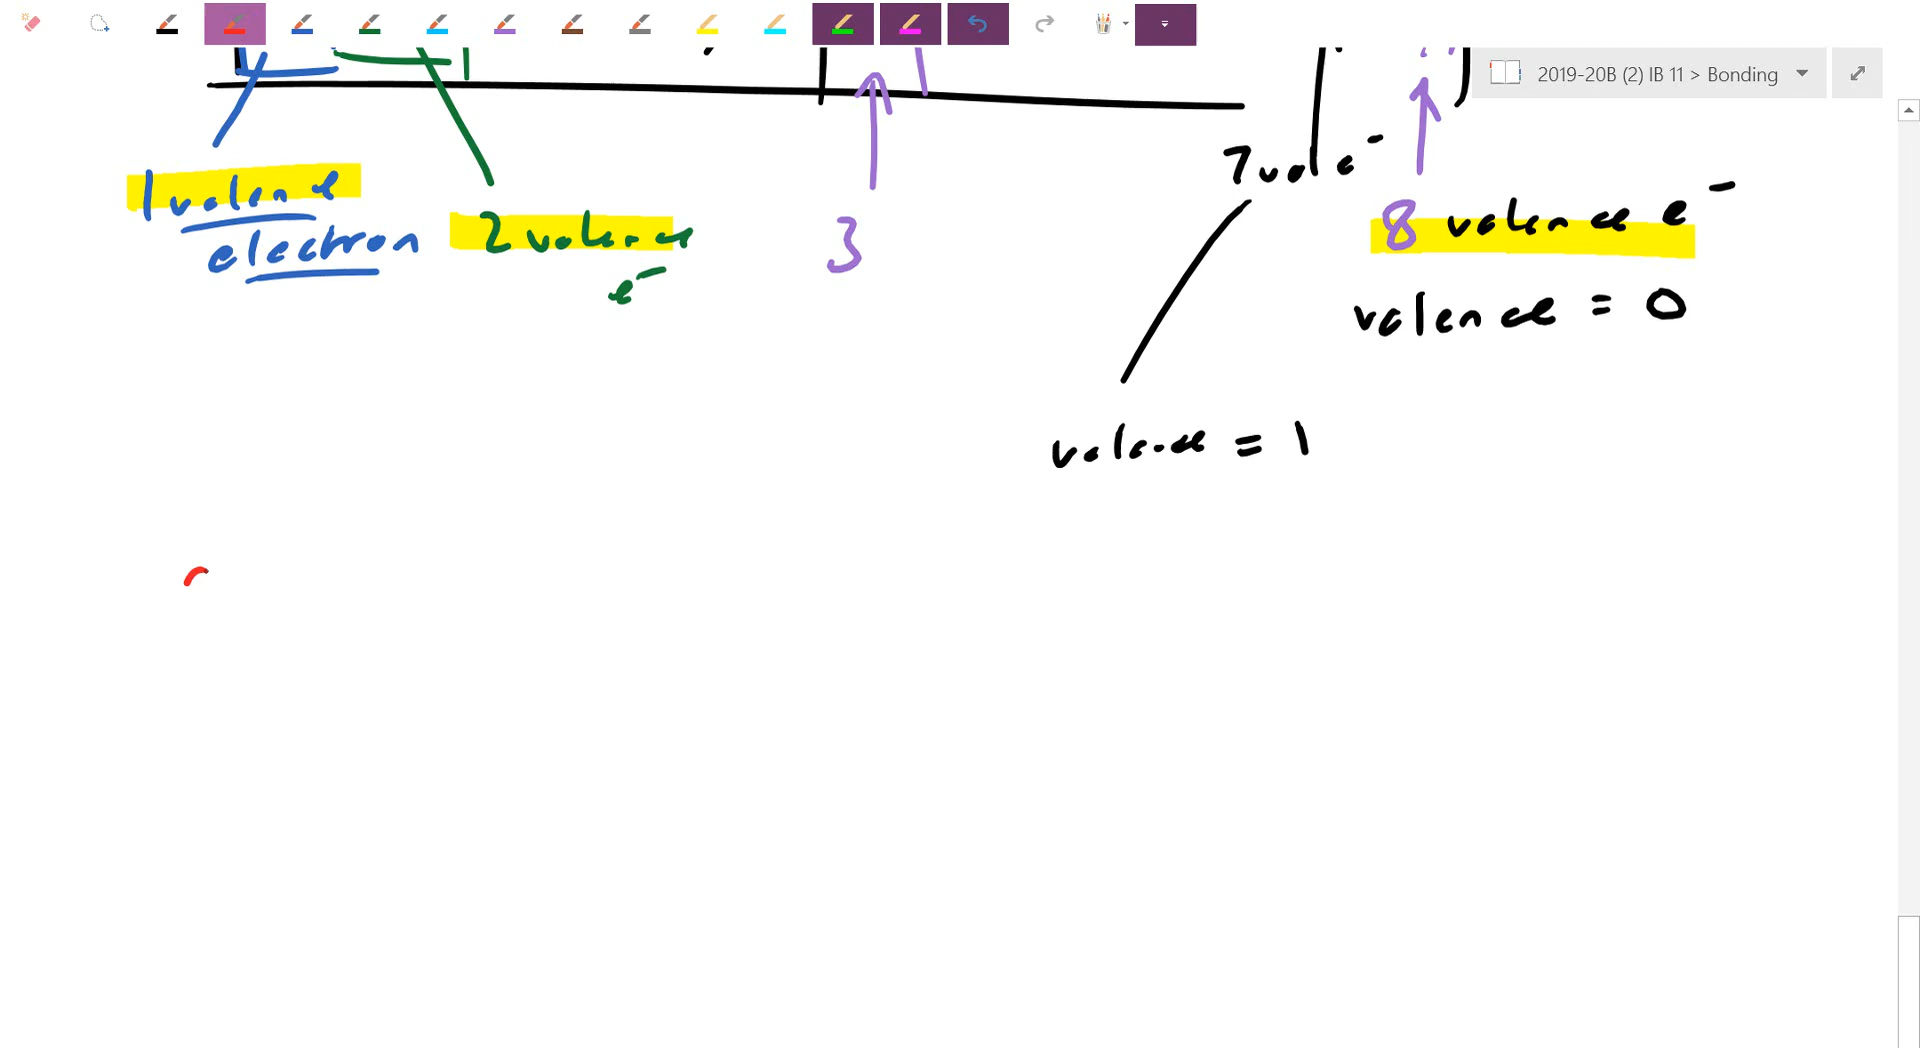 2019-20B (2) IB 11 > Bonding
7 val e⁻
1 valence
electron
2 valence
e⁻
3
8 valence e⁻
valence = 0
valence = 1